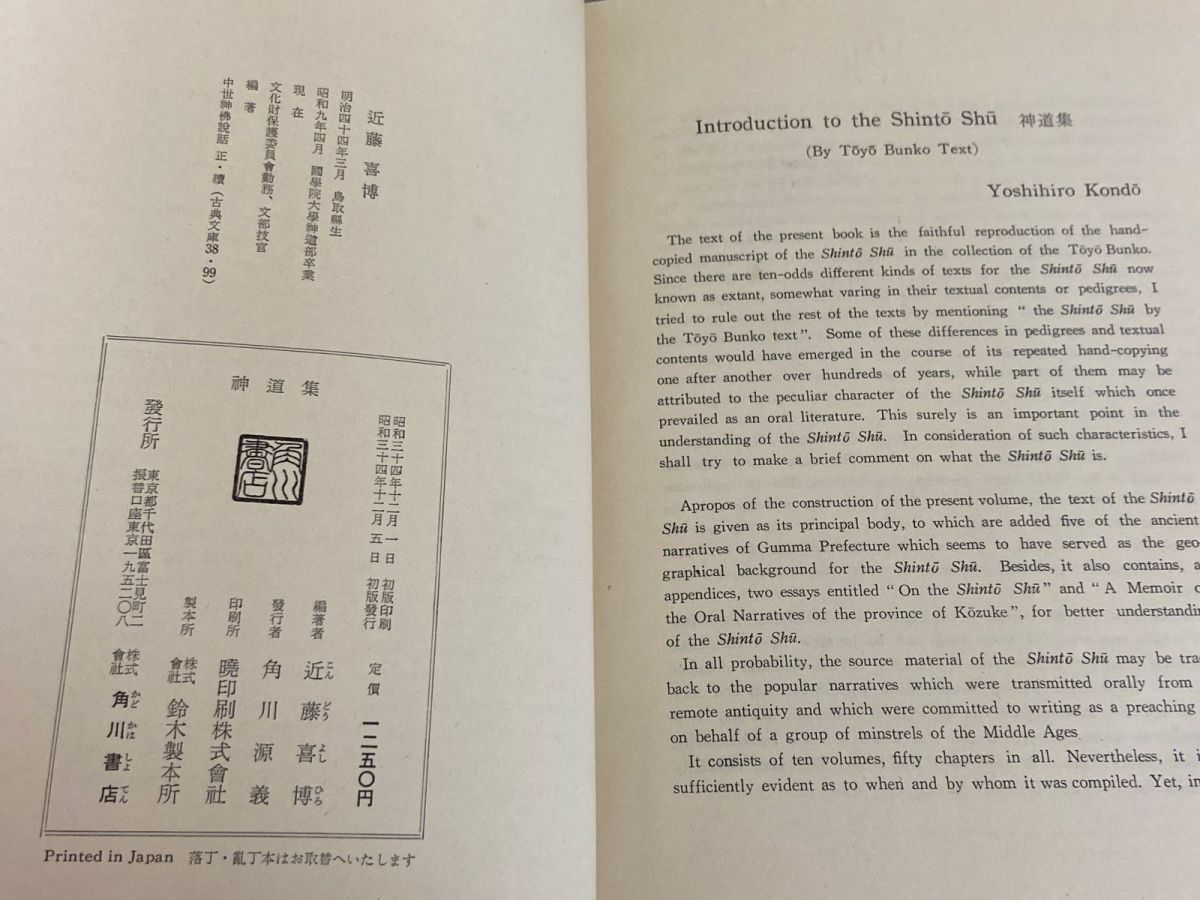 近藤喜博
明治四十四年三月 鳥取縣生
昭和九年四月 國學院大學神道部卒業
現在
文化財保護委員會勤務、文部技官
編著
中世神佛說話 正・續(古典文庫38・99)
神道集
昭和三十四年十二月一日 初版印刷
昭和三十四年十二月五日 初版發行
定價 一二五〇円
編著者 近藤喜博
こんどうよしひろ
發行者 角川源義
印刷所 曉印刷株式會社
製本所 株式會社 鈴木製本所
發行所
東京都千代田區富士見町二
振替口座東京一九五二〇八
株式會社 角川書店
かどかはしよてん
書店
Printed in Japan 落丁・亂丁本はお取替へいたします
Introduction to the Shintō Shū 神道集
(By Tōyō Bunko Text)
Yoshihiro Kondō
The text of the present book is the faithful reproduction of the hand-
copied manuscript of the Shintō Shū in the collection of the Tōyō Bunko.
Since there are ten-odds different kinds of texts for the Shintō Shū now
known as extant, somewhat varing in their textual contents or pedigrees, I
tried to rule out the rest of the texts by mentioning “ the Shintō Shū by
the Tōyō Bunko text”. Some of these differences in pedigrees and textual
contents would have emerged in the course of its repeated hand-copying
one after another over hundreds of years, while part of them may be
attributed to the peculiar character of the Shintō Shū itself which once
prevailed as an oral literature. This surely is an important point in the
understanding of the Shintō Shū. In consideration of such characteristics, I
shall try to make a brief comment on what the Shintō Shū is.
Apropos of the construction of the present volume, the text of the Shintō
Shū is given as its principal body, to which are added five of the ancient
narratives of Gumma Prefecture which seems to have served as the geo-
graphical background for the Shintō Shū. Besides, it also contains, a
appendices, two essays entitled “On the Shintō Shū” and “A Memoir o
the Oral Narratives of the province of Kōzuke”, for better understandin
of the Shintō Shū.
In all probability, the source material of the Shintō Shū may be tra
back to the popular narratives which were transmitted orally from
remote antiquity and which were committed to writing as a preaching
on behalf of a group of minstrels of the Middle Ages
It consists of ten volumes, fifty chapters in all. Nevertheless, it i
sufficiently evident as to when and by whom it was compiled. Yet, in